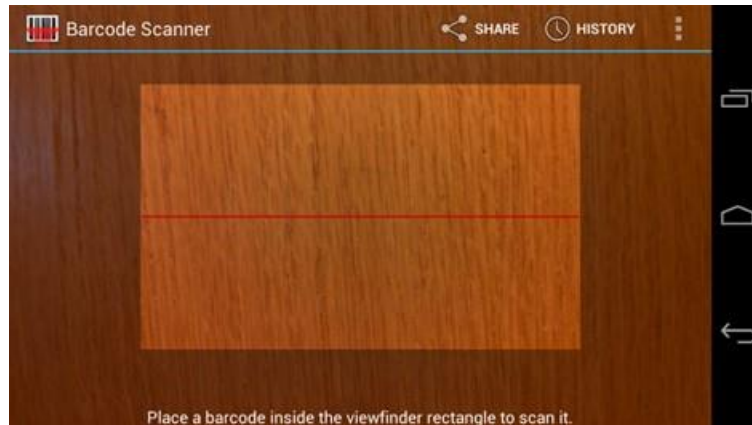 Barcode Scanner
SHARE
HISTORY
Place a barcode inside the viewfinder rectangle to scan it.